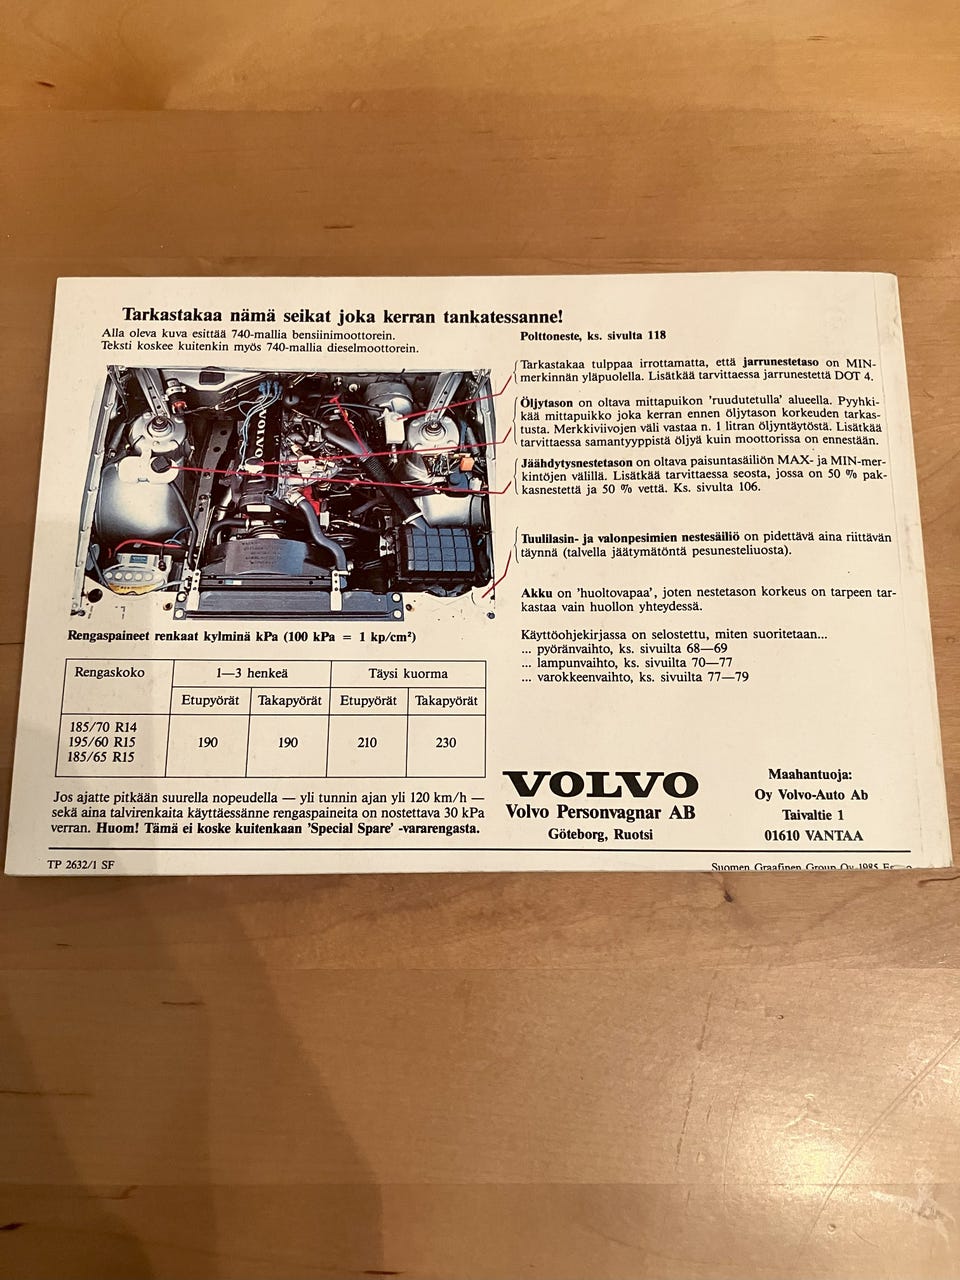 Tarkastakaa nämä seikat joka kerran tankatessanne!
Alla oleva kuva esittää 740-mallia bensiinimoottorein.
Teksti koskee kuitenkin myös 740-mallia dieselmoottorein.
VOLVO
Rengaspaineet renkaat kylminä kPa (100 kPa = 1 kp/cm²)
Rengaskoko 1—3 henkeä Täysi kuorma
Etupyörät Takapyörät Etupyörät Takapyörät
185/70 R14
195/60 R15 190 190 210 230
185/65 R15
Jos ajatte pitkään suurella nopeudella — yli tunnin ajan yli 120 km/h —
sekä aina talvirenkaita käyttäessänne rengaspaineita on nostettava 30 kPa
verran. Huom! Tämä ei koske kuitenkaan 'Special Spare' -vararengasta.
Polttoneste, ks. sivulta 118
Tarkastakaa tulppaa irrottamatta, että jarrunestetaso on MIN-
merkinnän yläpuolella. Lisätkää tarvittaessa jarrunestettä DOT 4.
Öljytason on oltava mittapuikon 'ruudutetulla' alueella. Pyyhki-
kää mittapuikko joka kerran ennen öljytason korkeuden tarkas-
tusta. Merkkiviivojen väli vastaa n. 1 litran öljyntäytöstä. Lisätkää
tarvittaessa samantyyppistä öljyä kuin moottorissa on ennestään.
Jäähdytysnestetason on oltava paisuntasäiliön MAX- ja MIN-mer-
kintöjen välillä. Lisätkää tarvittaessa seosta, jossa on 50 % pak-
kasnestettä ja 50 % vettä. Ks. sivulta 106.
Tuulilasin- ja valonpesimien nestesäiliö on pidettävä aina riittävän
täynnä (talvella jäätymätöntä pesunesteliuosta).
Akku on 'huoltovapaa', joten nestetason korkeus on tarpeen tar-
kastaa vain huollon yhteydessä.
Käyttöohjekirjassa on selostettu, miten suoritetaan...
... pyöränvaihto, ks. sivuilta 68—69
... lampunvaihto, ks. sivuilta 70—77
... varokkeenvaihto, ks. sivuilta 77—79
VOLVO
Volvo Personvagnar AB
Göteborg, Ruotsi
Maahantuoja:
Oy Volvo-Auto Ab
Taivaltie 1
01610 VANTAA
TP 2632/1 SF
Suomen Graafinen Group Oy 1985